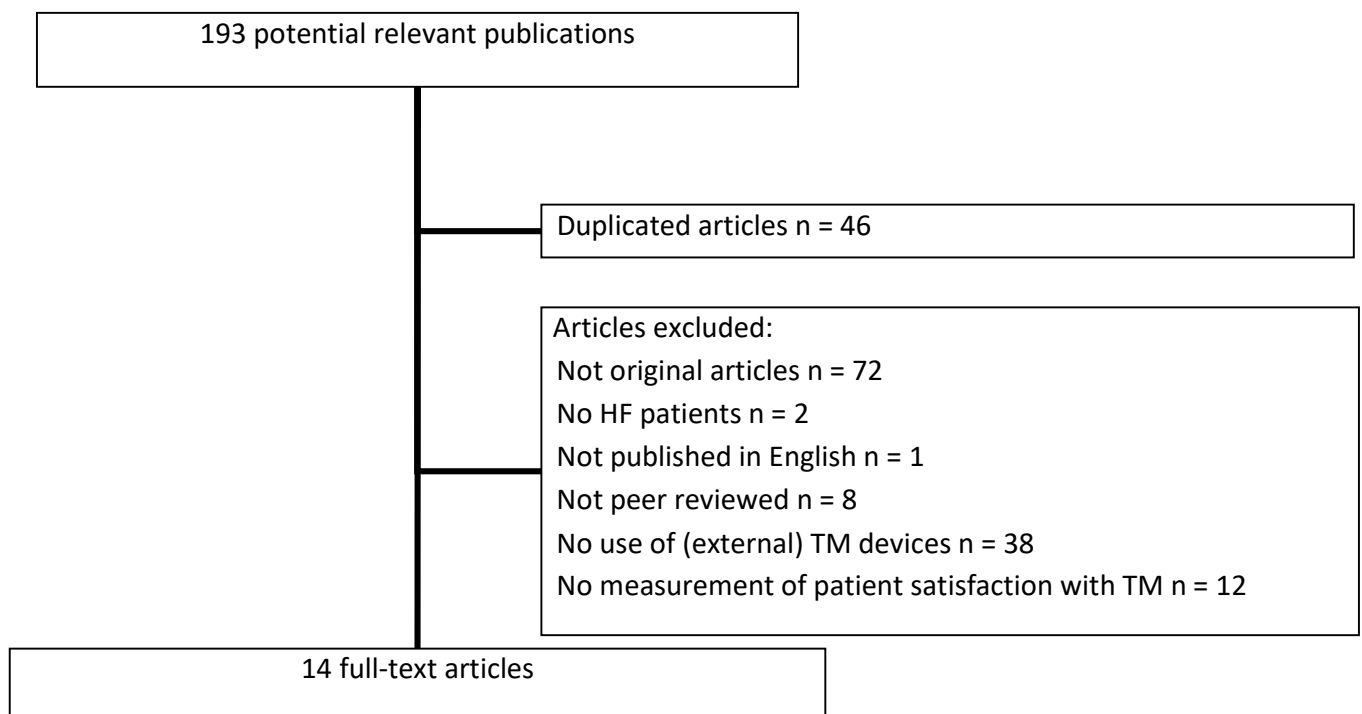 193 potential relevant publications
Duplicated articles n = 46
Articles excluded:
Not original articles n = 72
No HF patients n = 2
Not published in English n = 1
Not peer reviewed n = 8
No use of (external) TM devices n = 38
No measurement of patient satisfaction with TM n = 12
14 full-text articles